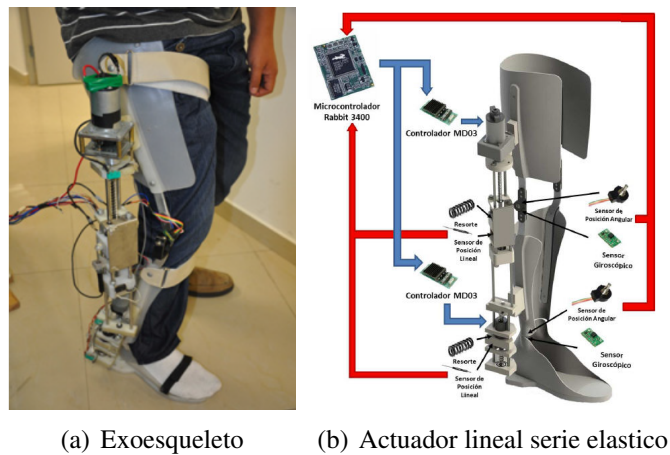 Microcontrolador
Rabbit 3400
Controlador MD03
Resorte
Sensor de
Posición
Lineal
Sensor de
Posición Angular
Sensor
Giroscópico
Controlador MD03
Resorte
Sensor de
Posición
Lineal
Sensor de
Posición Angular
Sensor
Giroscópico
(a) Exoesqueleto
(b) Actuador lineal serie elastico